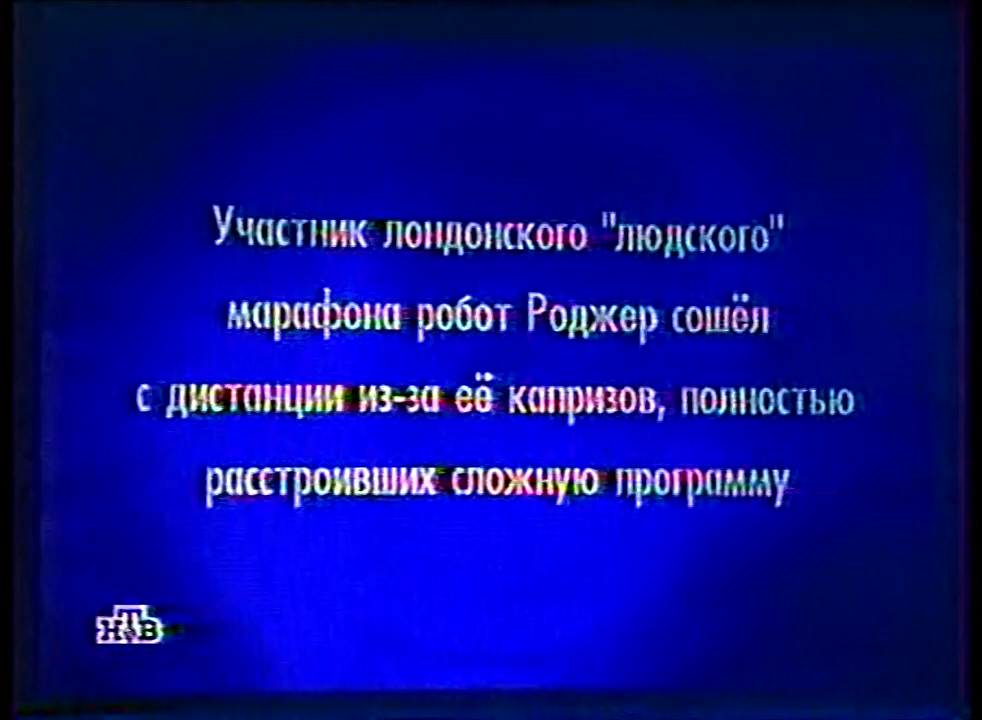 Участник лондонского "людского"
марафона робот Роджер сошёл
с дистанции из-за её капризов, полностью
расстроивших сложную программу
НТВ